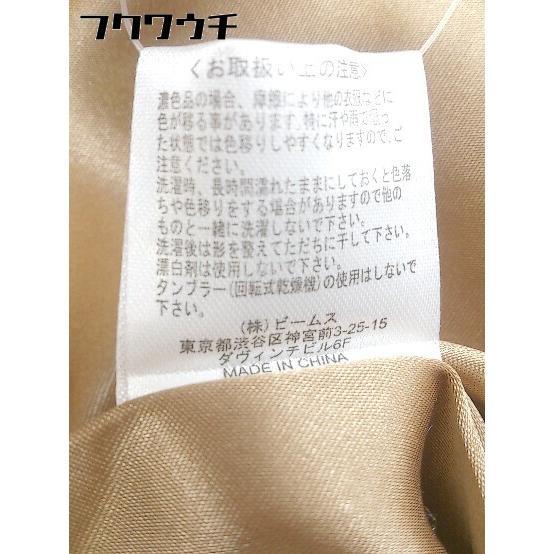 フクワウチ
〈お取扱い上の注意〉
濃色品の場合、摩擦により他の衣服などに
色が移る事があります。特に汗や雨で湿っ
た状態では色移りしやすくなりますので、ご
注意ください。
洗濯時、長時間濡れたままにしておくと色落
ちや色移りをする場合がありますので他の
ものと一緒に洗濯しないで下さい。
洗濯後は形を整えてただちに干して下さい。
漂白剤は使用しないで下さい。
タンブラー(回転式乾燥機)の使用はしないで
下さい。
(株)ビームス
東京都渋谷区神宮前3-25-15
ダヴィンチビル6F
MADE IN CHINA